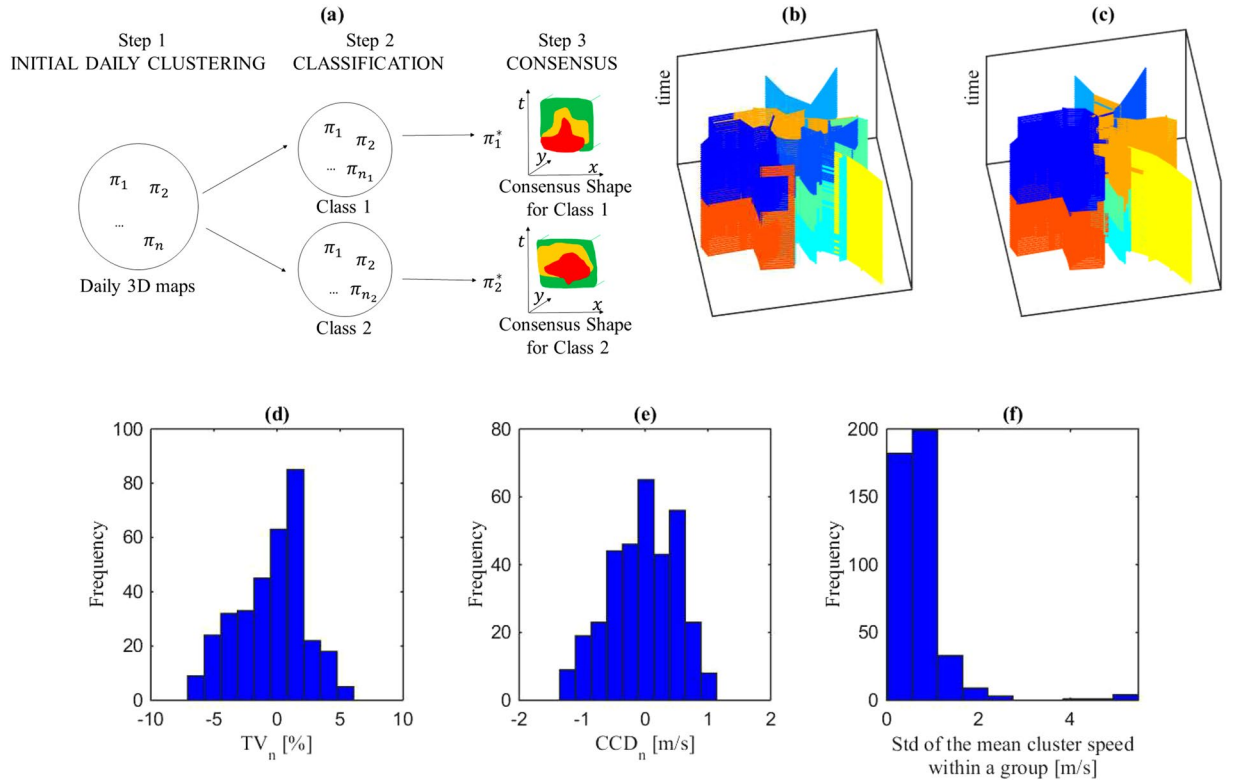 (a)
Step 1
INITIAL DAILY CLUSTERING
Step 2
CLASSIFICATION
Step 3
CONSENSUS
π1
π2
...
πn
Daily 3D maps
π1
π2
... πn1
Class 1
π1
π2
... πn2
Class 2
π1*
t
y
x
Consensus Shape
for Class 1
π2*
t
y
x
Consensus Shape
for Class 2
(b)
time
(c)
time
(d)
100
80
60
40
20
0
Frequency
-10 -5 0 5 10
TVn [%]
(e)
80
60
40
20
0
Frequency
-2 -1 0 1 2
CCDn [m/s]
(f)
200
150
100
50
0
Frequency
0 2 4
Std of the mean cluster speed
within a group [m/s]